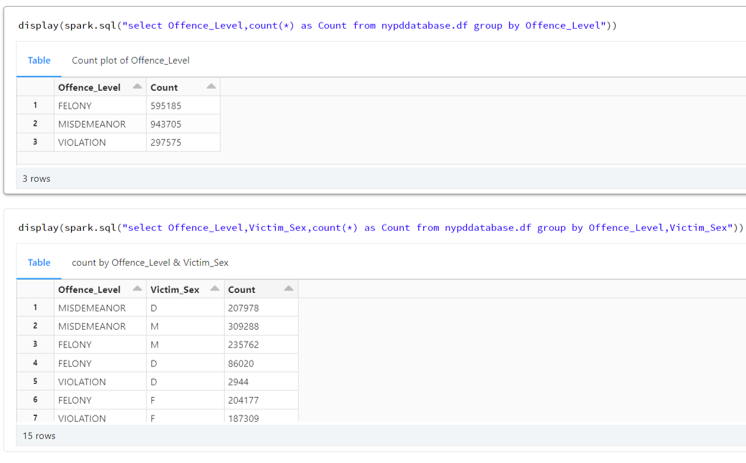 display(spark.sql("select Offence_Level,count(*) as Count from nypddatabase.df group by Offence_Level"))
Table Count plot of Offence_Level
Offence_Level Count
1 FELONY 595185
2 MISDEMEANOR 943705
3 VIOLATION 297575
3 rows
display(spark.sql("select Offence_Level,Victim_Sex,count(*) as Count from nypddatabase.df group by Offence_Level,Victim_Sex"))
Table count by Offence_Level & Victim_Sex
Offence_Level Victim_Sex Count
1 MISDEMEANOR D 207978
2 MISDEMEANOR M 309288
3 FELONY M 235762
4 FELONY D 86020
5 VIOLATION D 2944
6 FELONY F 204177
7 VIOLATION F 187309
15 rows